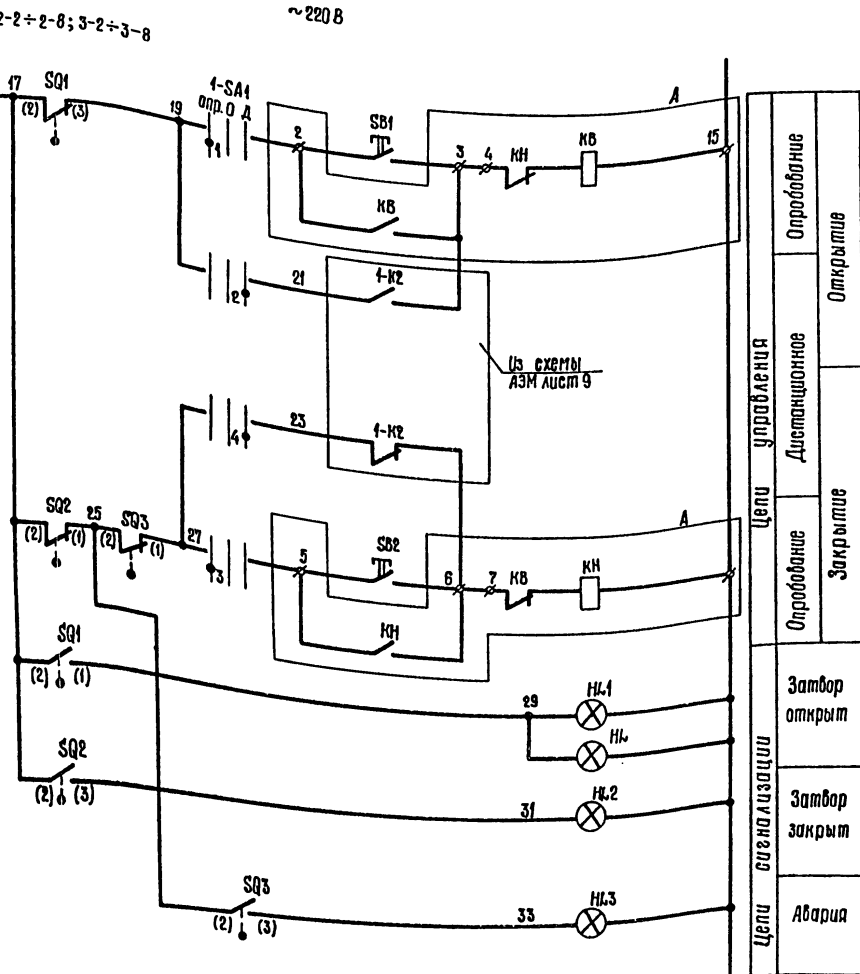 ~220В
2-2÷2-8; 3-2÷3-8
17
SQ1
(2)
(3)
19
1-SA1
опр. О Д
1
2
SB1
3
4
КН
КВ
15
А
КВ
2
21
1-К2
Из схемы
АЭМ лист 9
4
23
1-К2
SQ2
(2)
(1)
25
SQ3
(2)
(1)
27
3
5
SB2
6
7
КВ
КН
А
КН
SQ1
(2)
(1)
29
HL1
HL
SQ2
(2)
(3)
31
HL2
SQ3
(2)
(3)
33
HL3
Цепи управления
Опробование
Дистанционное
Опробование
Открытие
Закрытие
Цепи сигнализации
Затвор
открыт
Затвор
закрыт
Авария